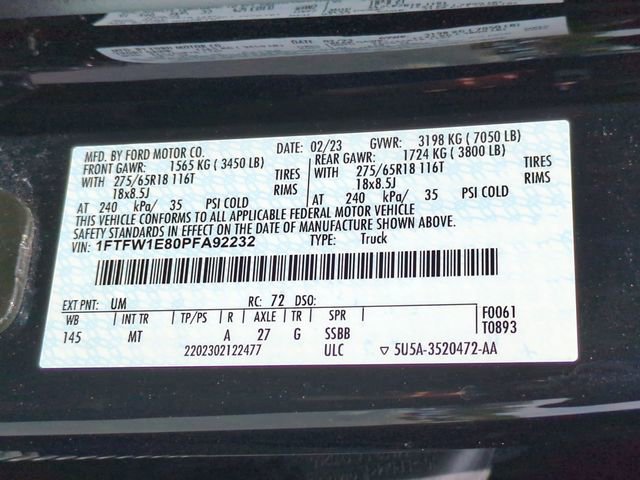 MFD. BY FORD MOTOR CO. DATE: 02/23 GVWR: 3198 KG (7050 LB)
FRONT GAWR: 1565 KG (3450 LB) REAR GAWR: 1724 KG (3800 LB)
WITH 275/65R18 116T TIRES WITH 275/65R18 116T TIRES
18x8.5J RIMS 18x8.5J RIMS
AT 240 kPa/ 35 PSI COLD AT 240 kPa/ 35 PSI COLD
THIS VEHICLE CONFORMS TO ALL APPLICABLE FEDERAL MOTOR VEHICLE
SAFETY STANDARDS IN EFFECT ON THE DATE OF MANUFACTURE SHOWN ABOVE.
VIN: 1FTFW1E80PFA92232 TYPE: Truck
EXT PNT: UM RC: 72 DSO:
WB INT TR TP/PS R AXLE TR SPR F0061
145 MT A 27 G SSBB T0893
2202302122477 ULC ▽ 5U5A-3520472-AA